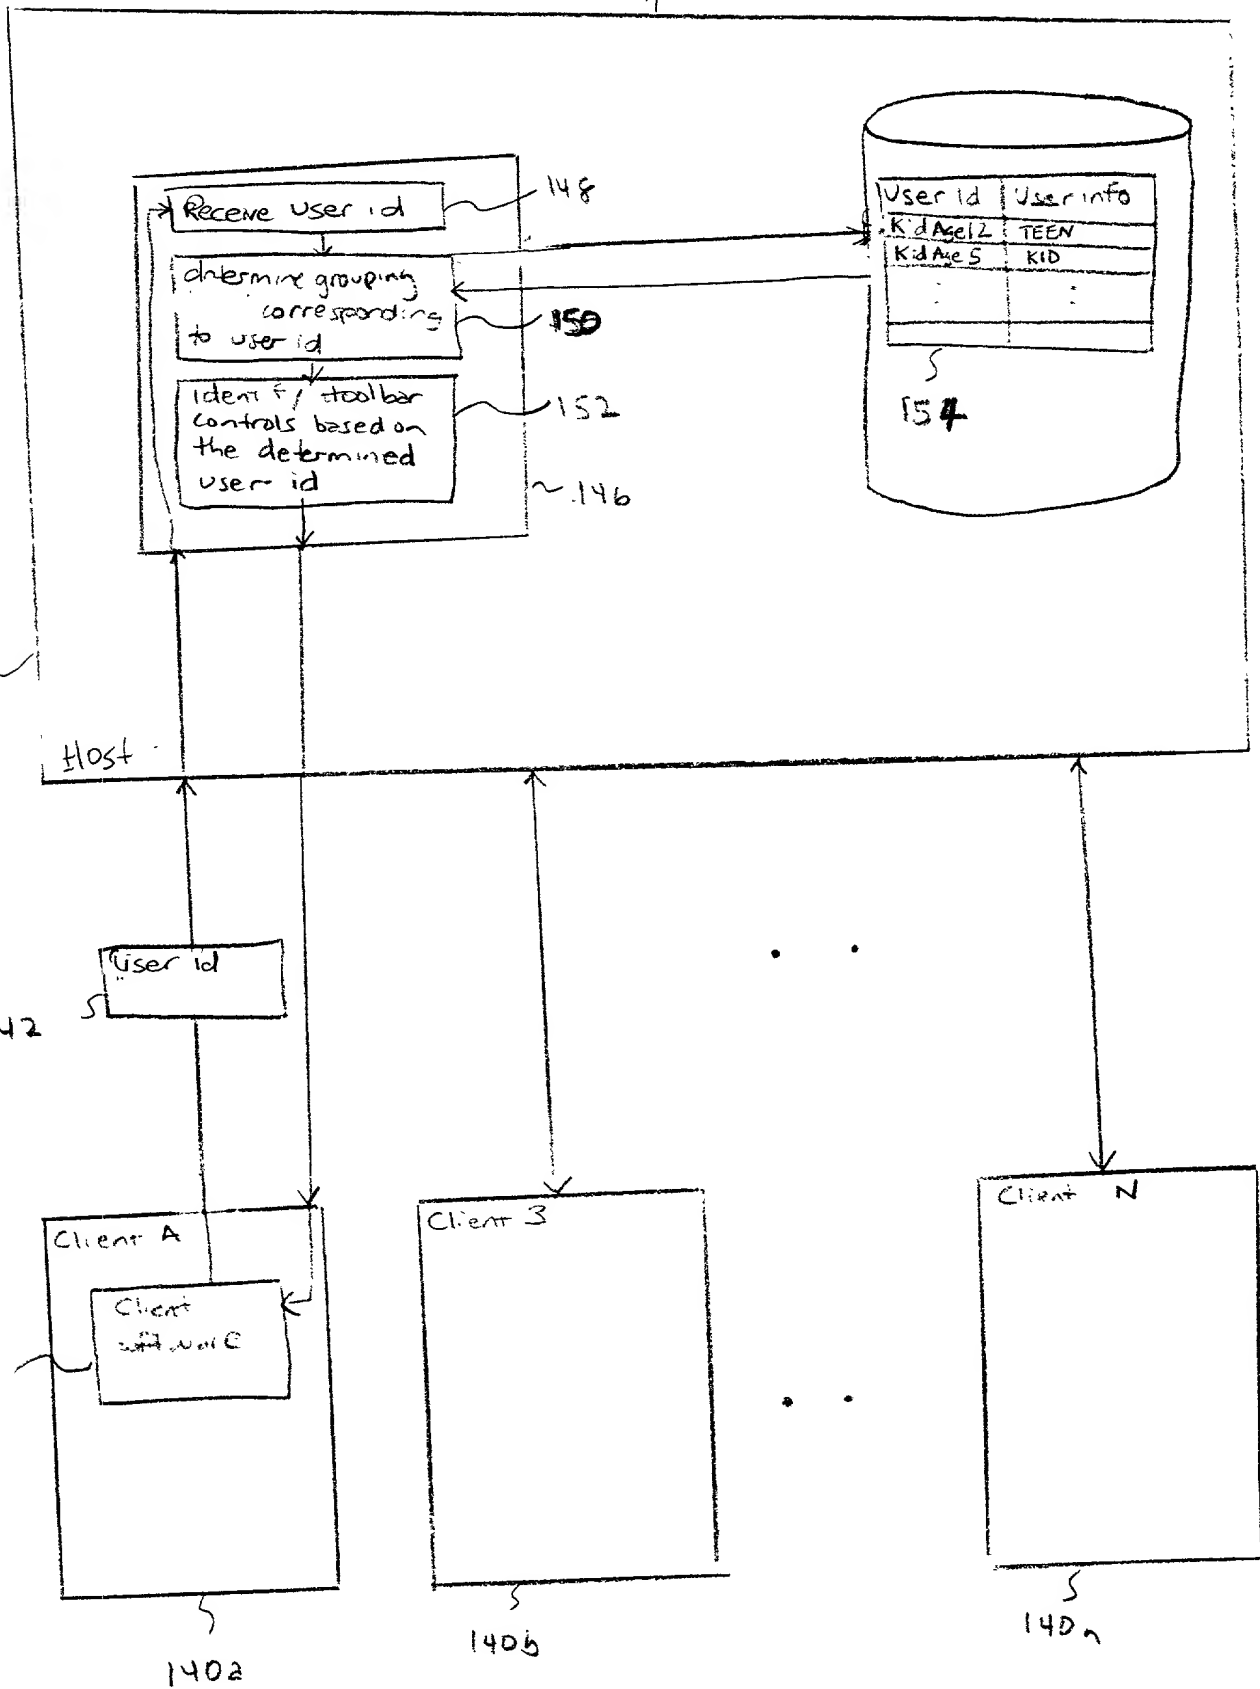 Receive user id
148
determine grouping
corresponding
to user id
150
Identify toolbar
controls based on
the determined
user id
152
146
User id User info
KidAge12 TEEN
KidAge5 KID
: :
154
Host
User id
42
Client A
Client
software
Client B
Client N
140a
140b
140n